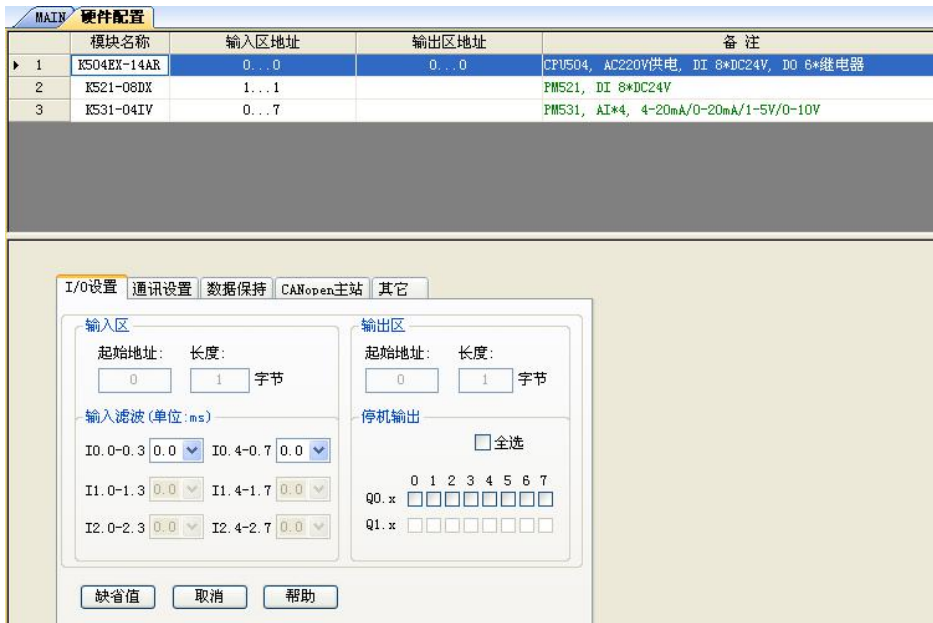 MAIN 硬件配置
模块名称 输入区地址 输出区地址 备 注
1 K504EX-14AR 0...0 0...0 CPU504, AC220V供电, DI 8*DC24V, DO 6*继电器
2 K521-08DX 1...1 PM521, DI 8*DC24V
3 K531-04IV 0...7 PM531, AI*4, 4-20mA/0-20mA/1-5V/0-10V
I/O设置 通讯设置 数据保持 CANopen主站 其它
输入区 输出区
起始地址: 长度: 起始地址: 长度:
0 1 字节 0 1 字节
输入滤波(单位:ms) 停机输出
全选
I0.0-0.3 0.0 I0.4-0.7 0.0
0 1 2 3 4 5 6 7
I1.0-1.3 0.0 I1.4-1.7 0.0 Q0.x
I2.0-2.3 0.0 I2.4-2.7 0.0 Q1.x
缺省值 取消 帮助